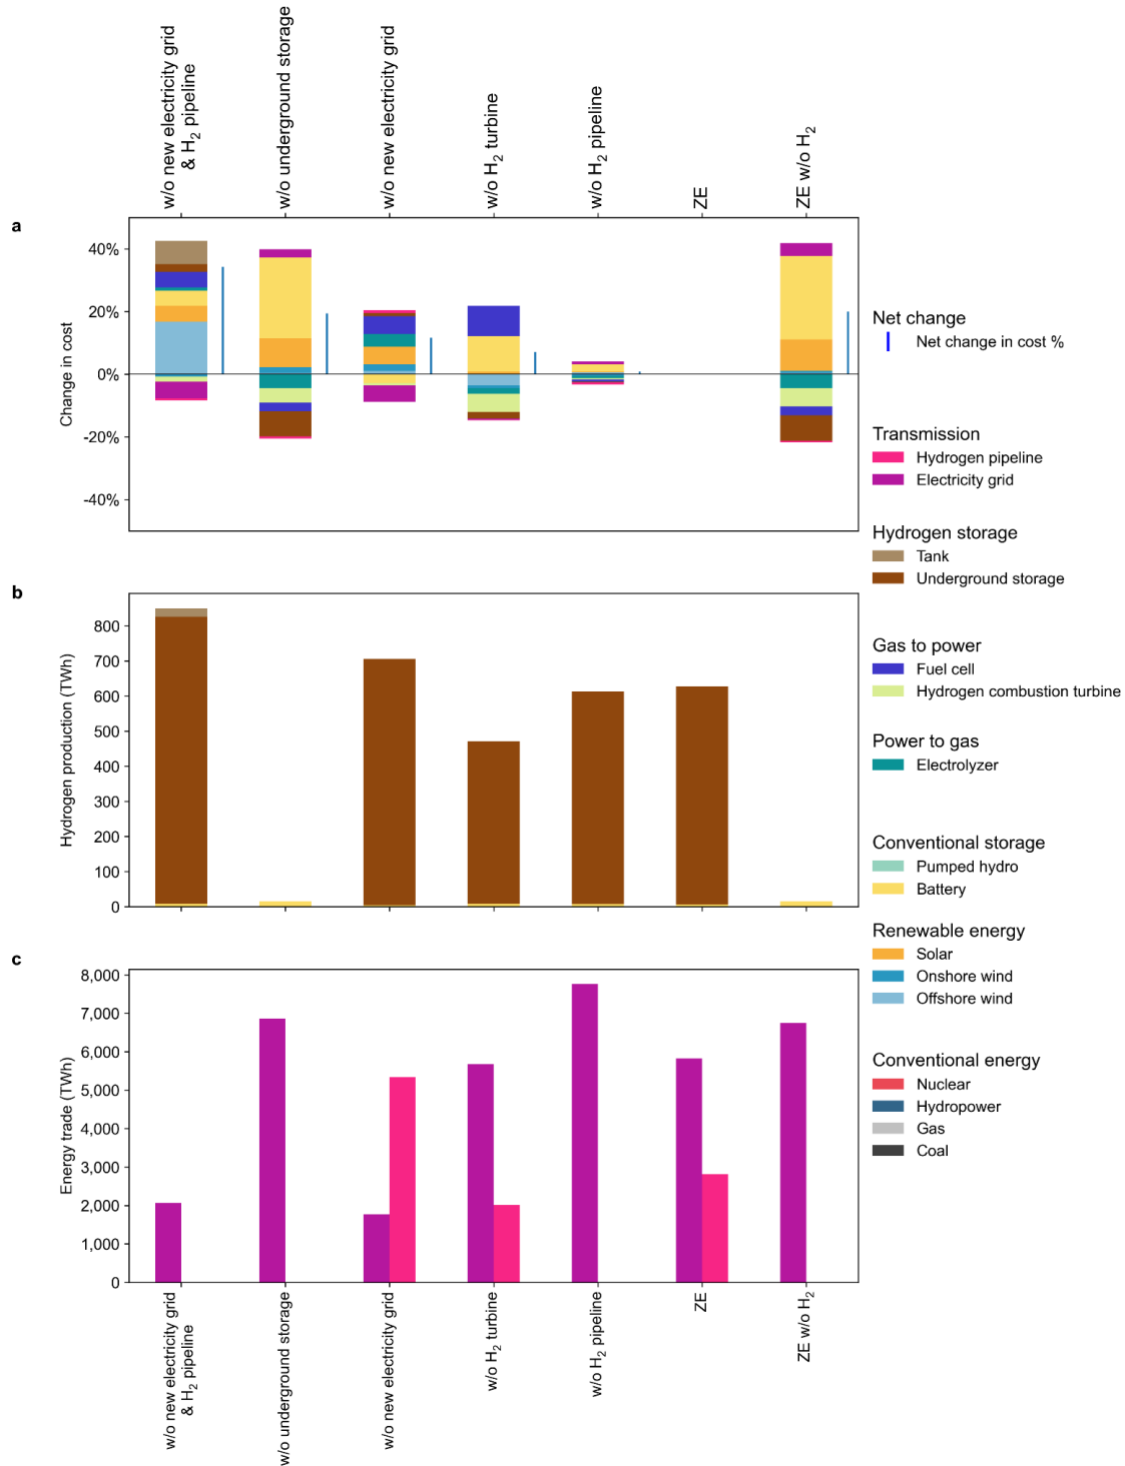 w/o new electricity grid
& H2 pipeline
w/o underground storage
w/o new electricity grid
w/o H2 turbine
w/o H2 pipeline
ZE
ZE w/o H2
a
Change in cost
40%
20%
0%
-20%
-40%
Net change
Net change in cost %
Transmission
Hydrogen pipeline
Electricity grid
Hydrogen storage
Tank
Underground storage
b
Hydrogen production (TWh)
800
700
600
500
400
300
200
100
0
Gas to power
Fuel cell
Hydrogen combustion turbine
Power to gas
Electrolyzer
Conventional storage
Pumped hydro
Battery
Renewable energy
Solar
Onshore wind
Offshore wind
c
Energy trade (TWh)
8,000
7,000
6,000
5,000
4,000
3,000
2,000
1,000
0
Conventional energy
Nuclear
Hydropower
Gas
Coal
w/o new electricity grid
& H2 pipeline
w/o underground storage
w/o new electricity grid
w/o H2 turbine
w/o H2 pipeline
ZE
ZE w/o H2